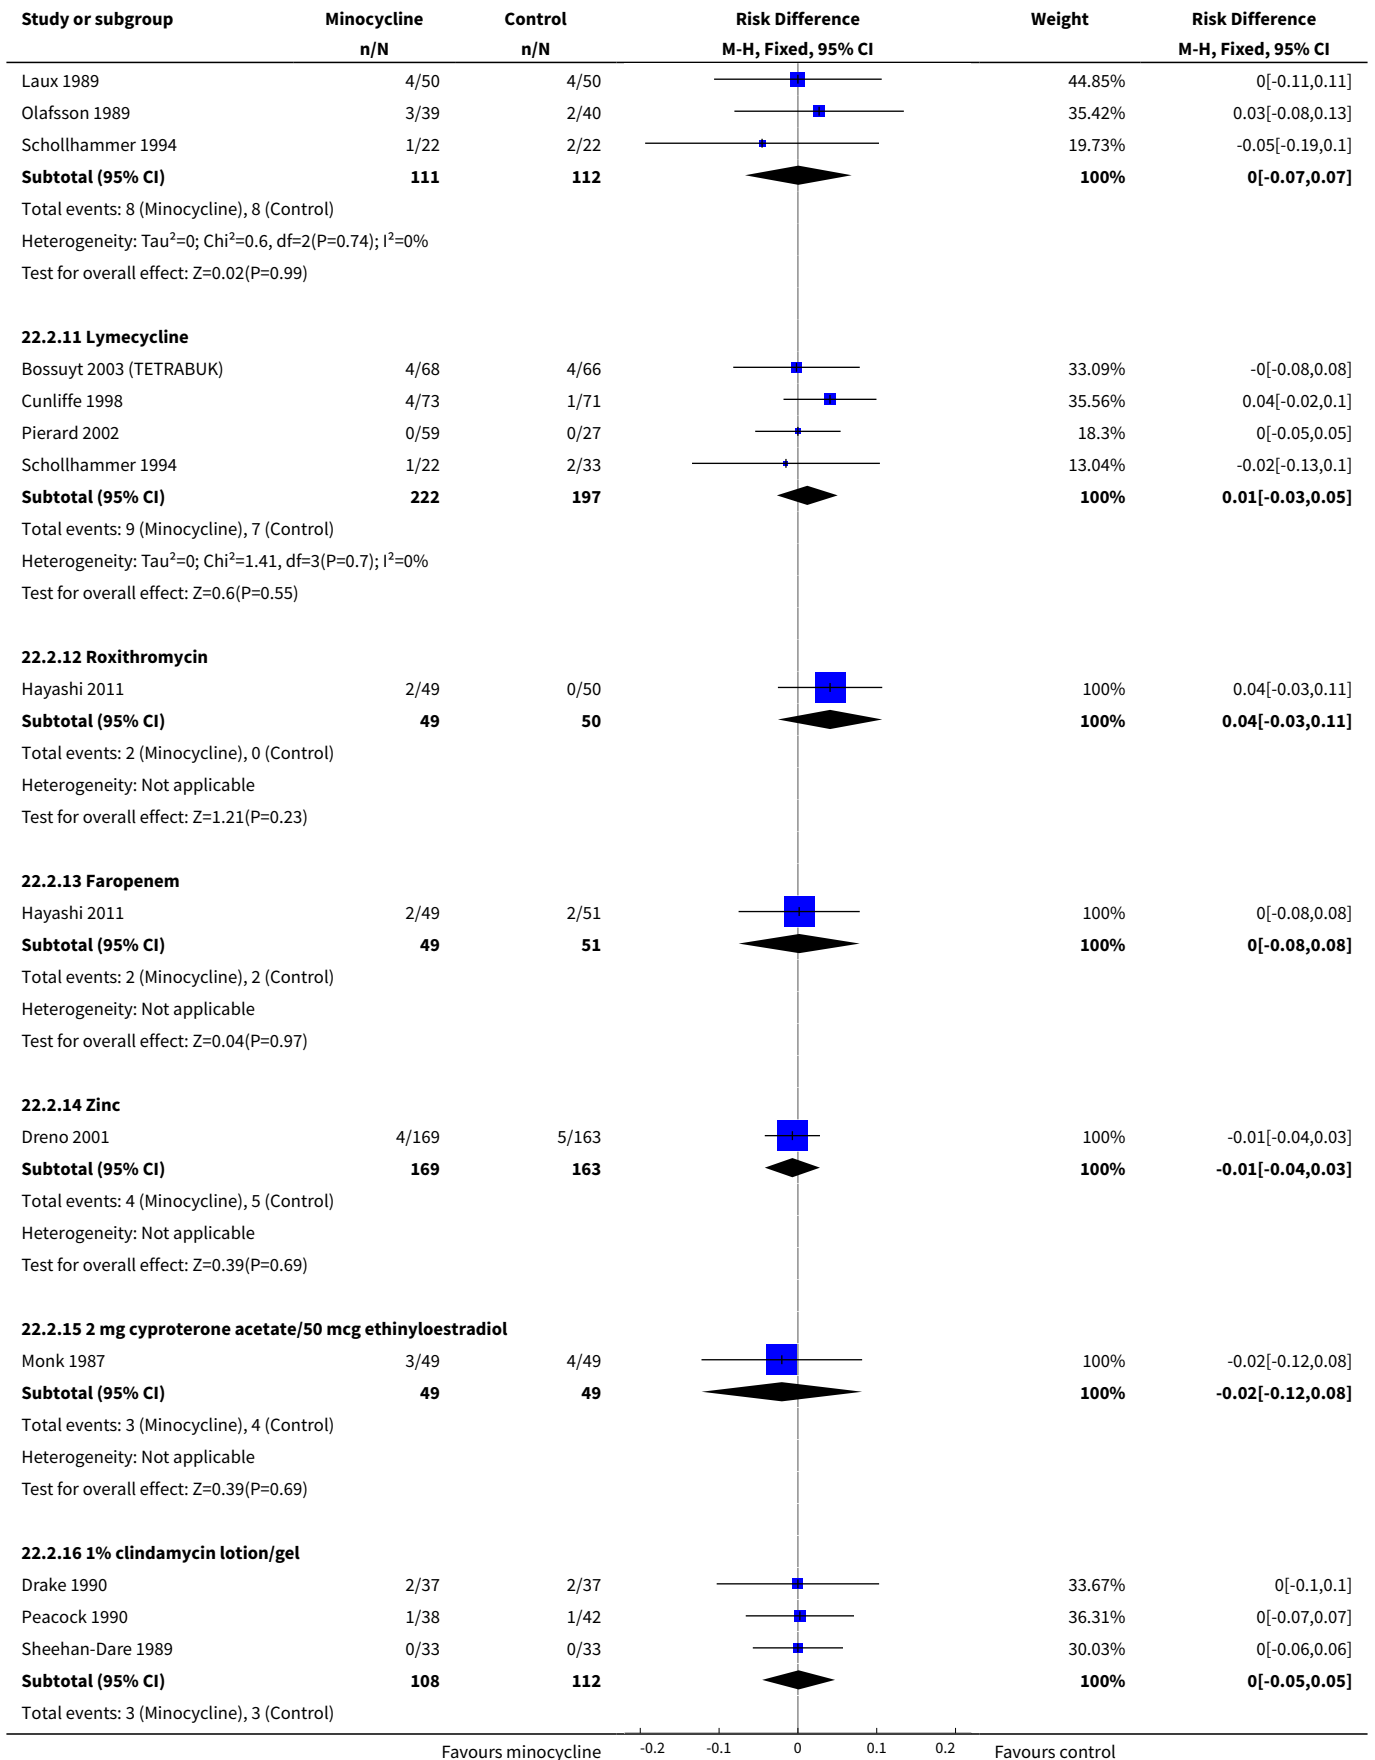 Study or subgroup Minocycline Control Risk Difference Weight Risk Difference
n/N n/N M-H, Fixed, 95% CI M-H, Fixed, 95% CI
Laux 1989 4/50 4/50 44.85% 0[-0.11,0.11]
Olafsson 1989 3/39 2/40 35.42% 0.03[-0.08,0.13]
Schollhammer 1994 1/22 2/22 19.73% -0.05[-0.19,0.1]
Subtotal (95% CI) 111 112 100% 0[-0.07,0.07]
Total events: 8 (Minocycline), 8 (Control)
Heterogeneity: Tau²=0; Chi²=0.6, df=2(P=0.74); I²=0%
Test for overall effect: Z=0.02(P=0.99)
22.2.11 Lymecycline
Bossuyt 2003 (TETRABUK) 4/68 4/66 33.09% -0[-0.08,0.08]
Cunliffe 1998 4/73 1/71 35.56% 0.04[-0.02,0.1]
Pierard 2002 0/59 0/27 18.3% 0[-0.05,0.05]
Schollhammer 1994 1/22 2/33 13.04% -0.02[-0.13,0.1]
Subtotal (95% CI) 222 197 100% 0.01[-0.03,0.05]
Total events: 9 (Minocycline), 7 (Control)
Heterogeneity: Tau²=0; Chi²=1.41, df=3(P=0.7); I²=0%
Test for overall effect: Z=0.6(P=0.55)
22.2.12 Roxithromycin
Hayashi 2011 2/49 0/50 100% 0.04[-0.03,0.11]
Subtotal (95% CI) 49 50 100% 0.04[-0.03,0.11]
Total events: 2 (Minocycline), 0 (Control)
Heterogeneity: Not applicable
Test for overall effect: Z=1.21(P=0.23)
22.2.13 Faropenem
Hayashi 2011 2/49 2/51 100% 0[-0.08,0.08]
Subtotal (95% CI) 49 51 100% 0[-0.08,0.08]
Total events: 2 (Minocycline), 2 (Control)
Heterogeneity: Not applicable
Test for overall effect: Z=0.04(P=0.97)
22.2.14 Zinc
Dreno 2001 4/169 5/163 100% -0.01[-0.04,0.03]
Subtotal (95% CI) 169 163 100% -0.01[-0.04,0.03]
Total events: 4 (Minocycline), 5 (Control)
Heterogeneity: Not applicable
Test for overall effect: Z=0.39(P=0.69)
22.2.15 2 mg cyproterone acetate/50 mcg ethinyloestradiol
Monk 1987 3/49 4/49 100% -0.02[-0.12,0.08]
Subtotal (95% CI) 49 49 100% -0.02[-0.12,0.08]
Total events: 3 (Minocycline), 4 (Control)
Heterogeneity: Not applicable
Test for overall effect: Z=0.39(P=0.69)
22.2.16 1% clindamycin lotion/gel
Drake 1990 2/37 2/37 33.67% 0[-0.1,0.1]
Peacock 1990 1/38 1/42 36.31% 0[-0.07,0.07]
Sheehan-Dare 1989 0/33 0/33 30.03% 0[-0.06,0.06]
Subtotal (95% CI) 108 112 100% 0[-0.05,0.05]
Total events: 3 (Minocycline), 3 (Control)
Favours minocycline -0.2 -0.1 0 0.1 0.2 Favours control